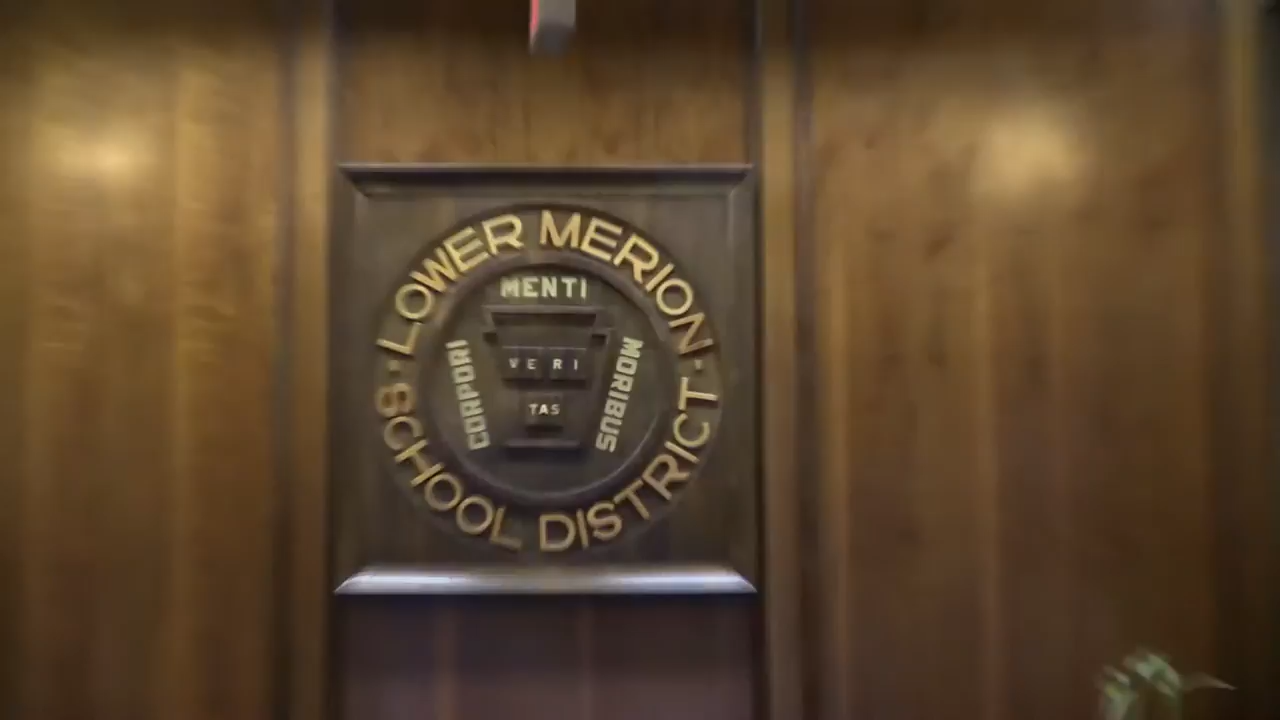 LOWER MERION
SCHOOL DISTRICT
MENTI
CORPORI
MORIBUS
VERI
TAS